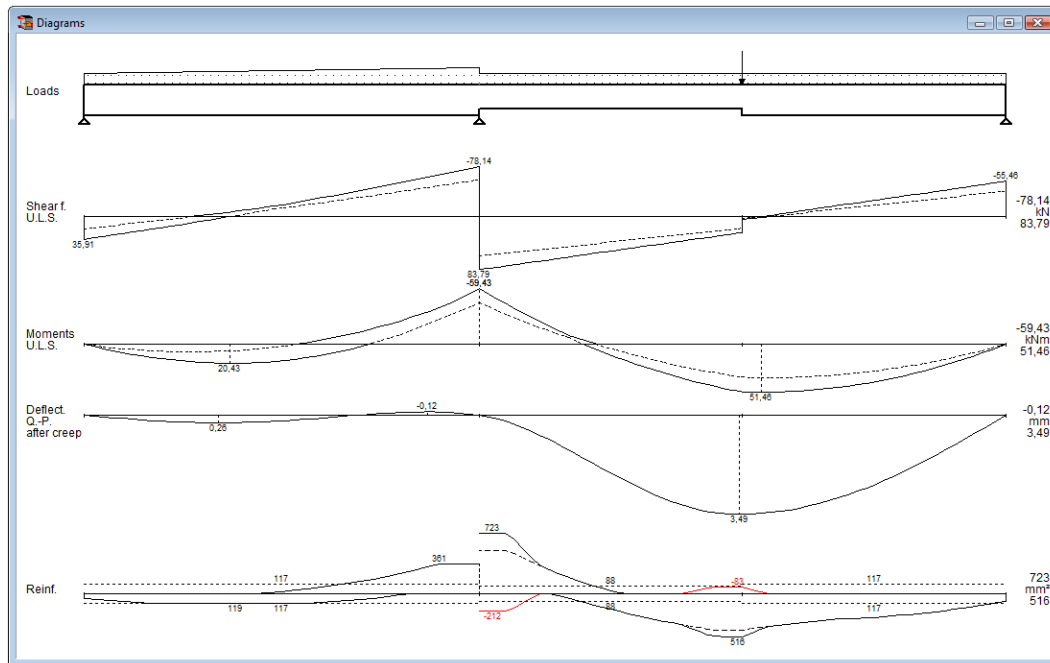 Diagrams
Loads
-78,14
-55,46
Shear f.
U.L.S.
-78,14
kN
83,79
35,91
83,79
-59,43
Moments
U.L.S.
-59,43
kNm
51,46
20,43
51,46
Deflect.
Q.-P.
after creep
-0,12
-0,12
mm
3,49
0,26
3,49
723
361
Reinf.
117
88
-83
117
723
mm²
516
119
117
-212
88
117
516